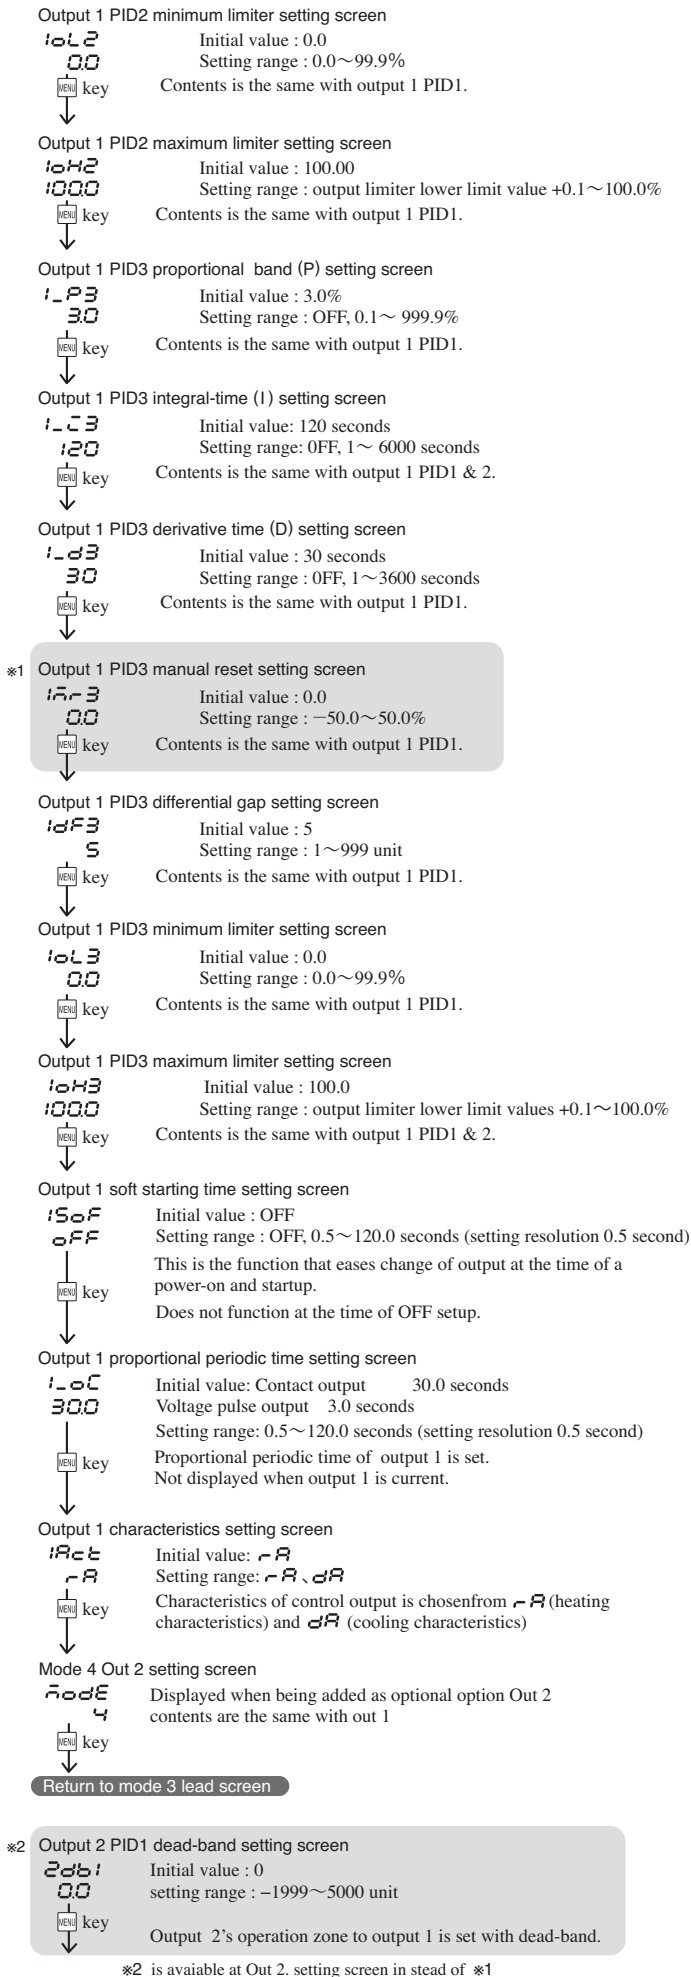 Output 1 PID2 minimum limiter setting screen
1oL2 Initial value : 0.0
0.0 Setting range : 0.0～99.9%
MENU key Contents is the same with output 1 PID1.
Output 1 PID2 maximum limiter setting screen
1oH2 Initial value : 100.00
100.0 Setting range : output limiter lower limit value +0.1～100.0%
MENU key Contents is the same with output 1 PID1.
Output 1 PID3 proportional band (P) setting screen
1_P3 Initial value : 3.0%
3.0 Setting range : OFF, 0.1～ 999.9%
MENU key Contents is the same with output 1 PID1.
Output 1 PID3 integral-time (I) setting screen
1_i3 Initial value: 120 seconds
120 Setting range: 0FF, 1～ 6000 seconds
MENU key Contents is the same with output 1 PID1 & 2.
Output 1 PID3 derivative time (D) setting screen
1_d3 Initial value : 30 seconds
30 Setting range : 0FF, 1～3600 seconds
MENU key Contents is the same with output 1 PID1.
※1 Output 1 PID3 manual reset setting screen
1mr3 Initial value : 0.0
0.0 Setting range : －50.0～50.0%
MENU key Contents is the same with output 1 PID1.
Output 1 PID3 differential gap setting screen
1dF3 Initial value : 5
5 Setting range : 1～999 unit
MENU key Contents is the same with output 1 PID1.
Output 1 PID3 minimum limiter setting screen
1oL3 Initial value : 0.0
0.0 Setting range : 0.0～99.9%
MENU key Contents is the same with output 1 PID1.
Output 1 PID3 maximum limiter setting screen
1oH3 Initial value : 100.0
100.0 Setting range : output limiter lower limit values +0.1～100.0%
MENU key Contents is the same with output 1 PID1 & 2.
Output 1 soft starting time setting screen
1SoF Initial value : OFF
oFF Setting range : OFF, 0.5～120.0 seconds (setting resolution 0.5 second)
This is the function that eases change of output at the time of a
MENU key power-on and startup.
Does not function at the time of OFF setup.
Output 1 proportional periodic time setting screen
1_oC Initial value: Contact output 30.0 seconds
30.0 Voltage pulse output 3.0 seconds
Setting range: 0.5～120.0 seconds (setting resolution 0.5 second)
MENU key Proportional periodic time of output 1 is set.
Not displayed when output 1 is current.
Output 1 characteristics setting screen
1Act Initial value: rA
rA Setting range: rA、dA
MENU key Characteristics of control output is chosenfrom rA (heating
characteristics) and dA (cooling characteristics)
Mode 4 Out 2 setting screen
modE Displayed when being added as optional option Out 2
4 contents are the same with out 1
MENU key
Return to mode 3 lead screen
※2 Output 2 PID1 dead-band setting screen
2db1 Initial value : 0
0.0 setting range : −1999～5000 unit
MENU key
Output 2's operation zone to output 1 is set with dead-band.
※2 is avaiable at Out 2. setting screen in stead of ※1